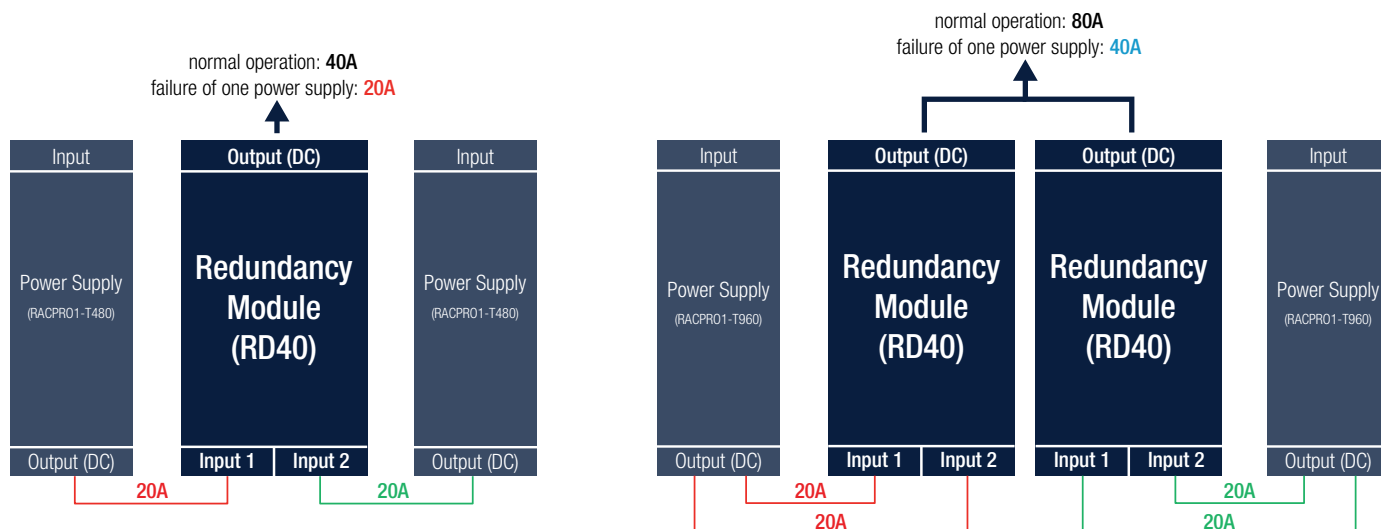 normal operation: 40A
failure of one power supply: 20A
Input
Output (DC)
Input
Power Supply
(RACPRO1-T480)
Redundancy
Module
(RD40)
Power Supply
(RACPRO1-T480)
Output (DC)
Input 1
Input 2
Output (DC)
20A
20A
normal operation: 80A
failure of one power supply: 40A
Input
Output (DC)
Output (DC)
Input
Power Supply
(RACPRO1-T960)
Redundancy
Module
(RD40)
Redundancy
Module
(RD40)
Power Supply
(RACPRO1-T960)
Output (DC)
Input 1
Input 2
Input 1
Input 2
Output (DC)
20A
20A
20A
20A